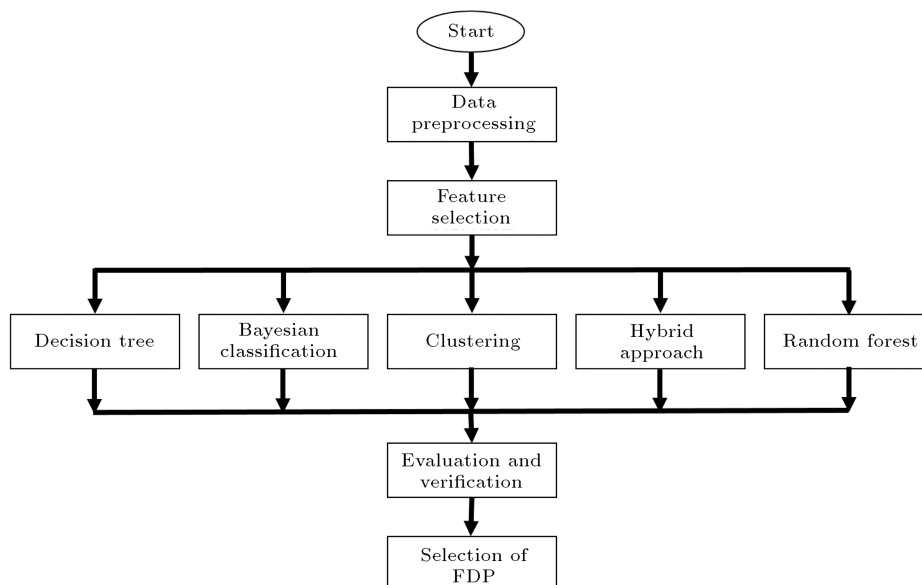 Start
Data
preprocessing
Feature
selection
Decision tree
Bayesian
classification
Clustering
Hybrid
approach
Random forest
Evaluation and
verification
Selection of
FDP